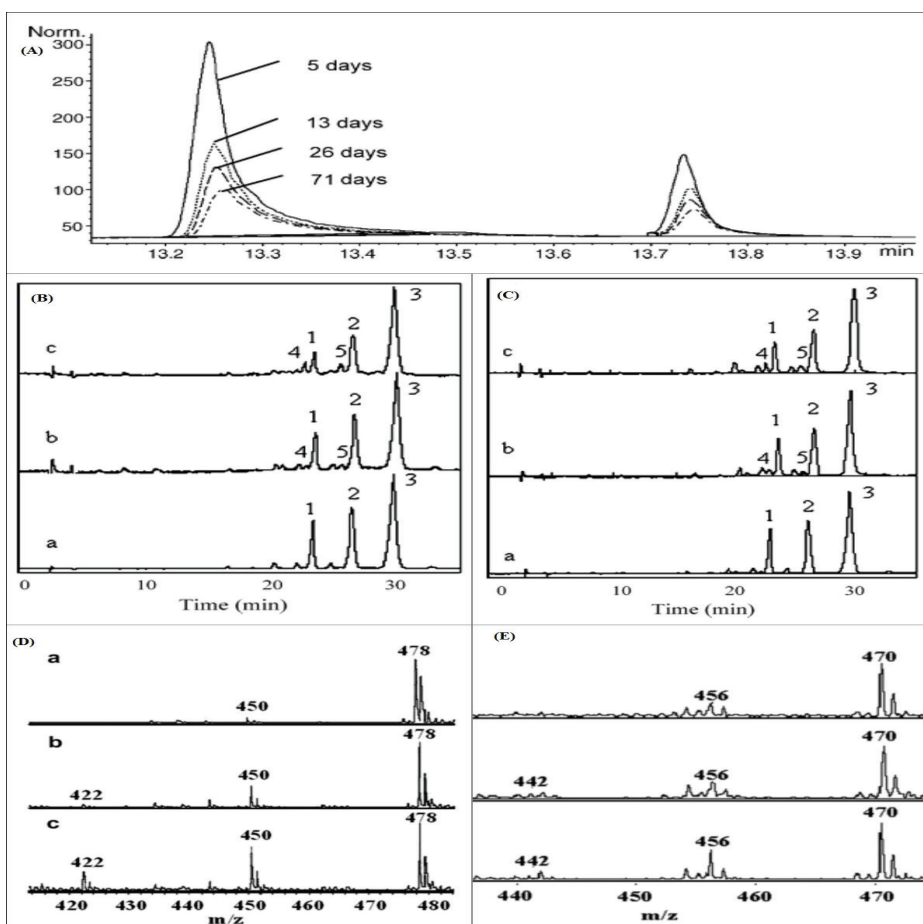 (A)
Norm.
300
250
200
150
100
50
5 days
13 days
26 days
71 days
13.2 13.3 13.4 13.5 13.6 13.7 13.8 13.9 min
(B)
c 4 1 5 2 3
b 4 1 5 2 3
a 1 2 3
0 10 20 30
Time (min)
(C)
c 4 1 5 2 3
b 4 1 5 2 3
a 1 2 3
0 10 20 30
Time (min)
(D)
a 450 478
b 422 450 478
c 422 450 478
420 430 440 450 460 470 480
m/z
(E)
456 470
442 456 470
442 456 470
440 450 460 470
m/z